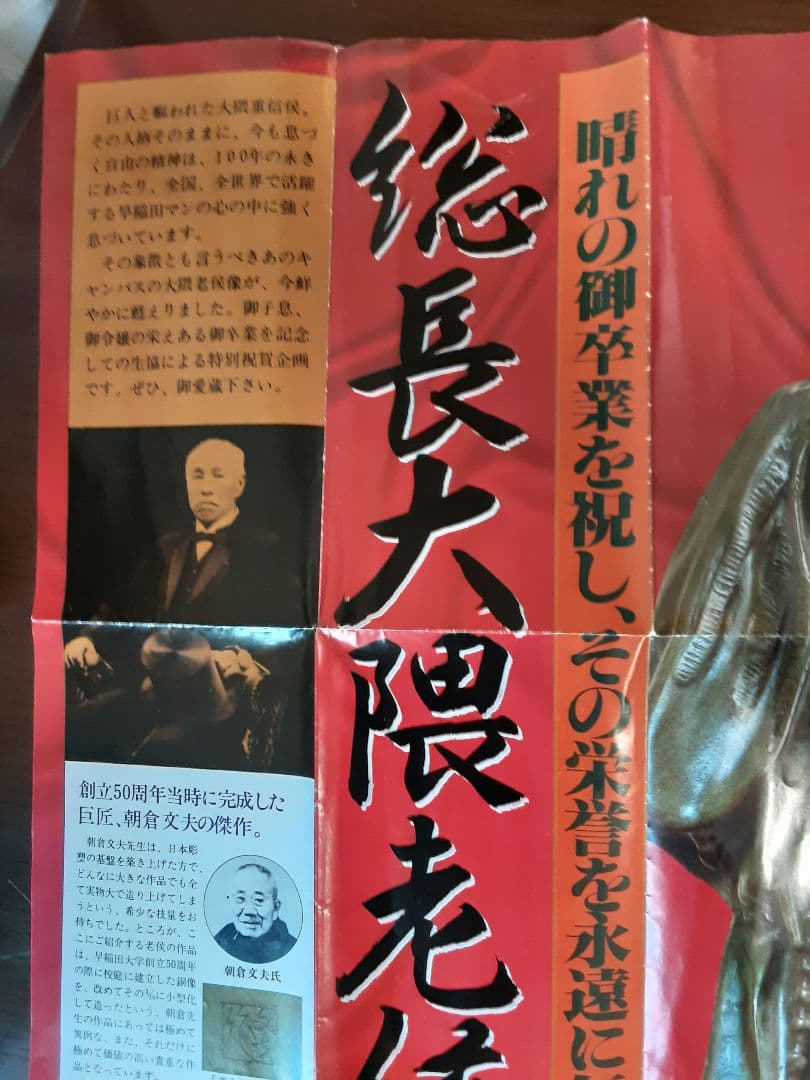 晴れの御卒業を祝し、その栄誉を永遠に
総長大隈老侯
巨人と謳われた大隈重信侯。
その人柄そのままに、今も息づ
く自由の精神は、100年の永き
にわたり、全国、全世界で活躍
する早稲田マンの心の中に強く
息づいています。
その象徴とも言うべきあのキ
ャンパスの大隈老侯像が、今鮮
やかに甦えりました。御子息、
御令嬢の栄えある御卒業を記念
しての生協による特別祝賀企画
です。ぜひ、御愛蔵下さい。
創立50周年当時に完成した
巨匠、朝倉文夫の傑作。
朝倉文夫先生は、日本彫
塑の基盤を築き上げた方で、
どんなに大きな作品でも全
て実物大で造り上げてしま
うという、希少な技量をお
持ちでした。ところが、こ
こにご紹介する老侯の作品
は、早稲田大学創立50周年
の際に校庭に建立した銅像
を、改めてその1/10に小型化
して造ったという、朝倉先
生の作品にあっては極めて
異例な、また、それだけに
極めて価値の高い貴重な作
品となっています。
朝倉文夫氏